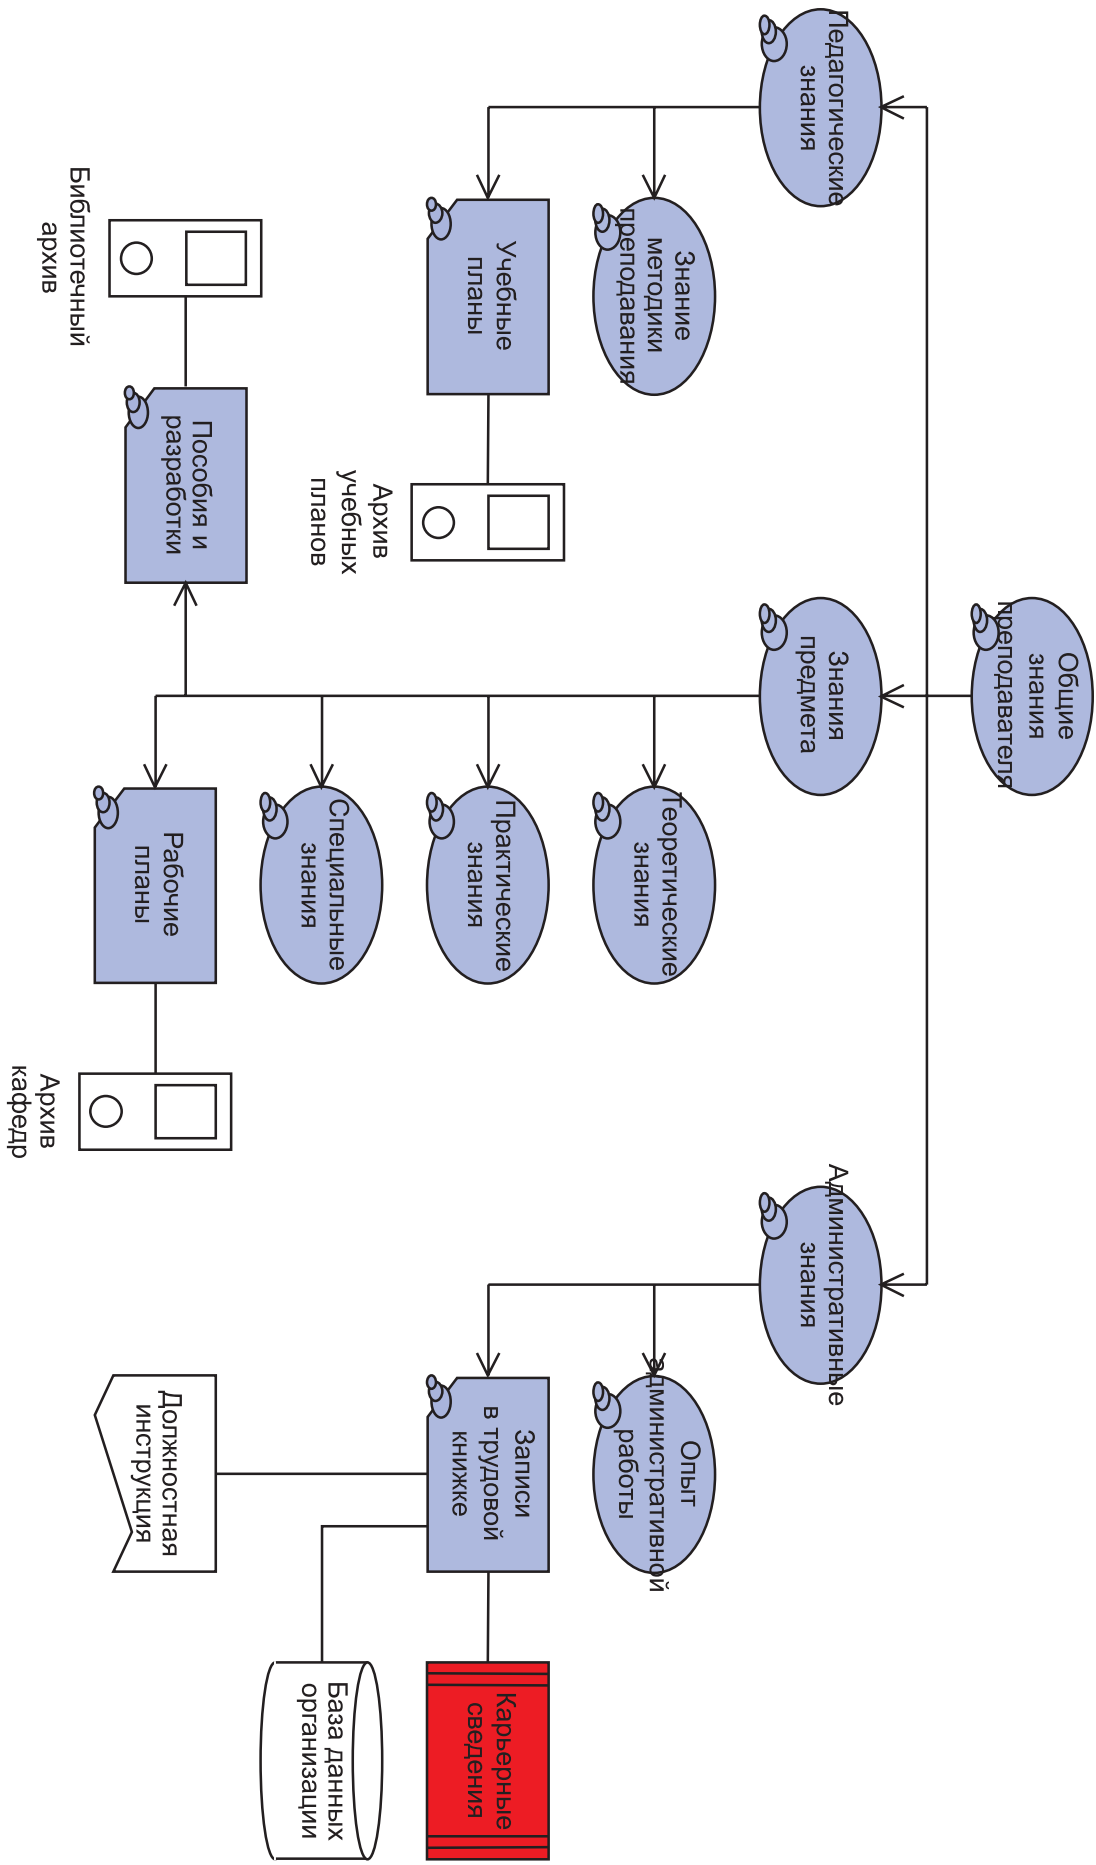 Общие
знания
преподавателя
Педагогические
знания
Знания
предмета
Административные
знания
Знание
методики
преподавания
Теоретические
знания
Опыт
административной
работы
Учебные
планы
Архив
учебных
планов
Практические
знания
Записи
в трудовой
книжке
Карьерные
сведения
Специальные
знания
База данных
организации
Пособия и
разработки
Библиотечный
архив
Рабочие
планы
Архив
кафедр
Должностная
инструкция